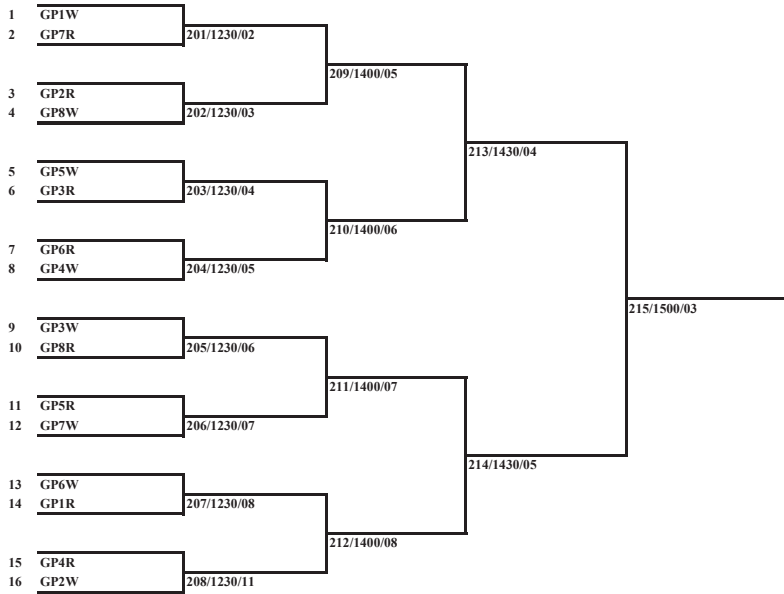 1 GP1W
2 GP7R 201/1230/02
209/1400/05
3 GP2R
4 GP8W 202/1230/03
213/1430/04
5 GP5W
6 GP3R 203/1230/04
210/1400/06
7 GP6R
8 GP4W 204/1230/05
215/1500/03
9 GP3W
10 GP8R 205/1230/06
211/1400/07
11 GP5R
12 GP7W 206/1230/07
214/1430/05
13 GP6W
14 GP1R 207/1230/08
212/1400/08
15 GP4R
16 GP2W 208/1230/11